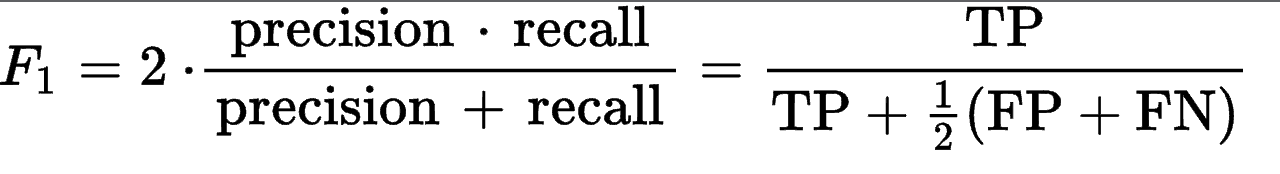 F₁ = 2 · (precision · recall)/(precision + recall) = TP/(TP + ½(FP + FN))